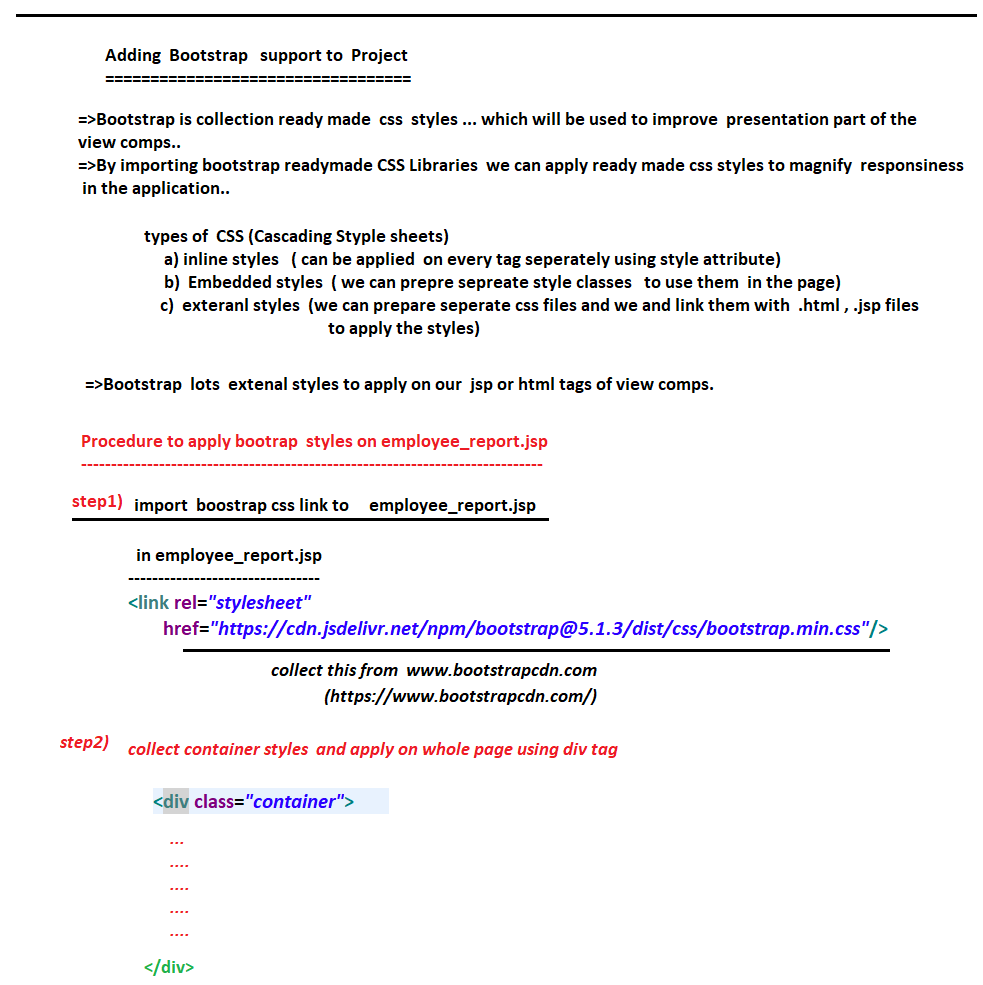 Adding Bootstrap support to Project
==================================
=>Bootstrap is collection ready made css styles ... which will be used to improve presentation part of the
view comps..
=>By importing bootstrap readymade CSS Libraries we can apply ready made css styles to magnify responsiness
in the application..
types of CSS (Cascading Styple sheets)
a) inline styles ( can be applied on every tag seperately using style attribute)
b) Embedded styles ( we can prepre sepreate style classes to use them in the page)
c) exteranl styles (we can prepare seperate css files and we and link them with .html , .jsp files
to apply the styles)
=>Bootstrap lots extenal styles to apply on our jsp or html tags of view comps.
Procedure to apply bootrap styles on employee_report.jsp
-----------------------------------------------------------------------------
step1) import boostrap css link to employee_report.jsp
in employee_report.jsp
--------------------------------
<link rel="stylesheet"
href="https://cdn.jsdelivr.net/npm/bootstrap@5.1.3/dist/css/bootstrap.min.css"/>
collect this from www.bootstrapcdn.com
(https://www.bootstrapcdn.com/)
step2) collect container styles and apply on whole page using div tag
<div class="container">
...
....
....
....
....
</div>